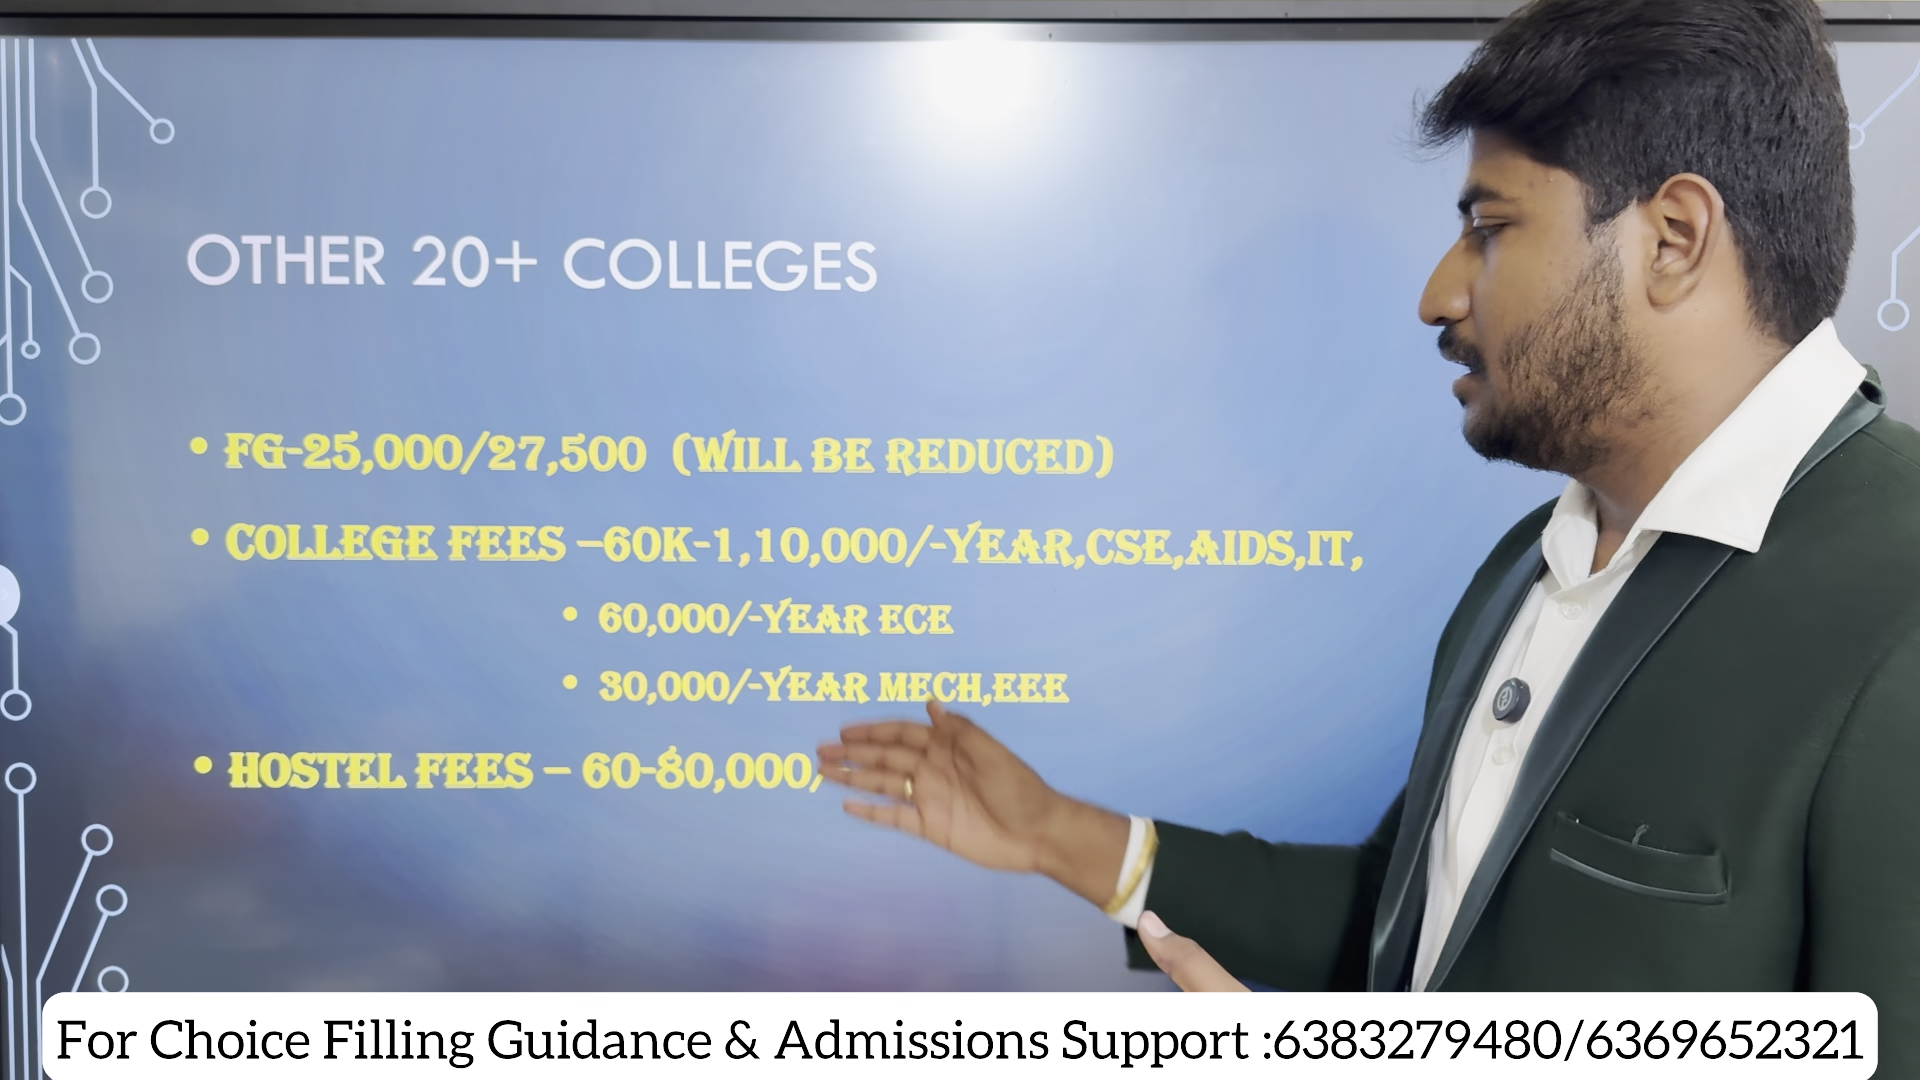 OTHER 20+ COLLEGES
• FG-25,000/27,500 (WILL BE REDUCED)
• COLLEGE FEES –60K-1,10,000/-YEAR,CSE,AIDS,IT,
• 60,000/-YEAR ECE
• 30,000/-YEAR MECH,EEE
• HOSTEL FEES – 60-80,000/
For Choice Filling Guidance & Admissions Support :6383279480/6369652321